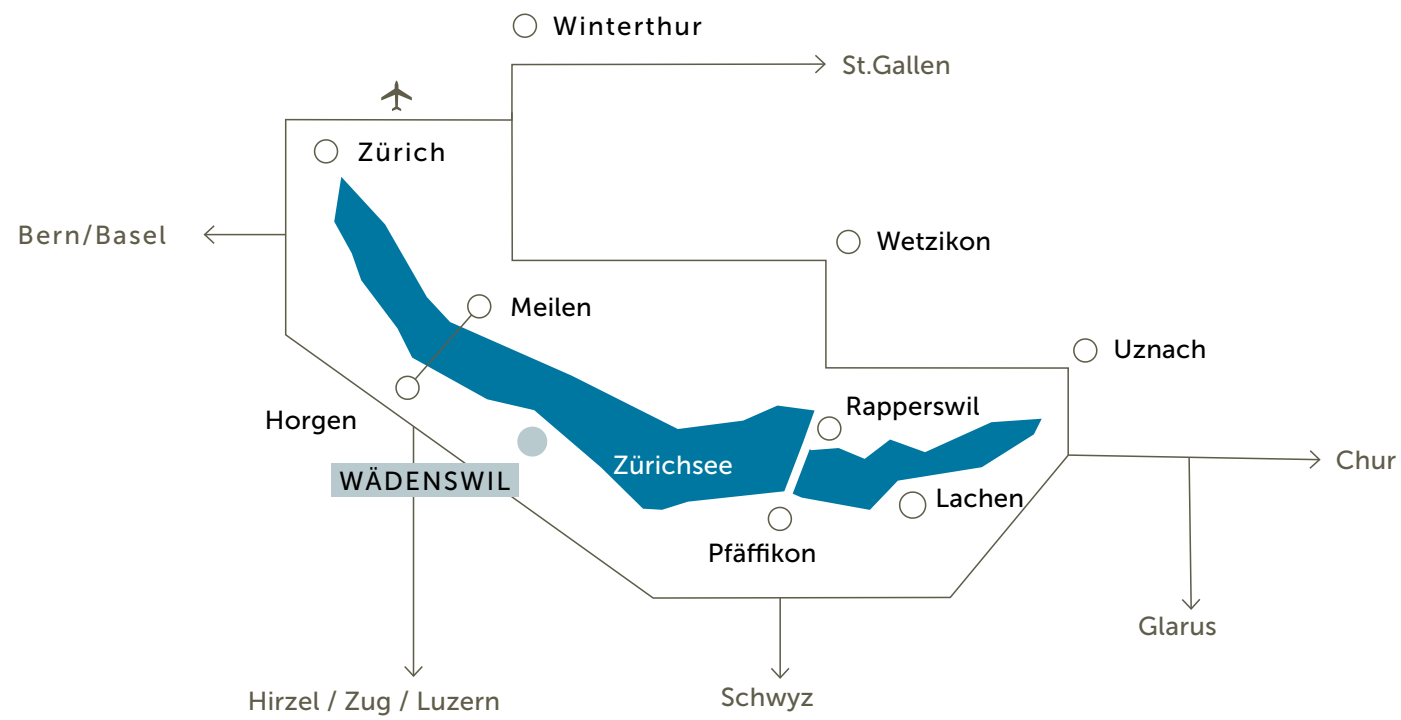 Winterthur
St.Gallen
Zürich
Bern/Basel
Wetzikon
Meilen
Uznach
Horgen
Rapperswil
Zürichsee
Chur
WÄDENSWIL
Lachen
Pfäffikon
Glarus
Hirzel / Zug / Luzern
Schwyz